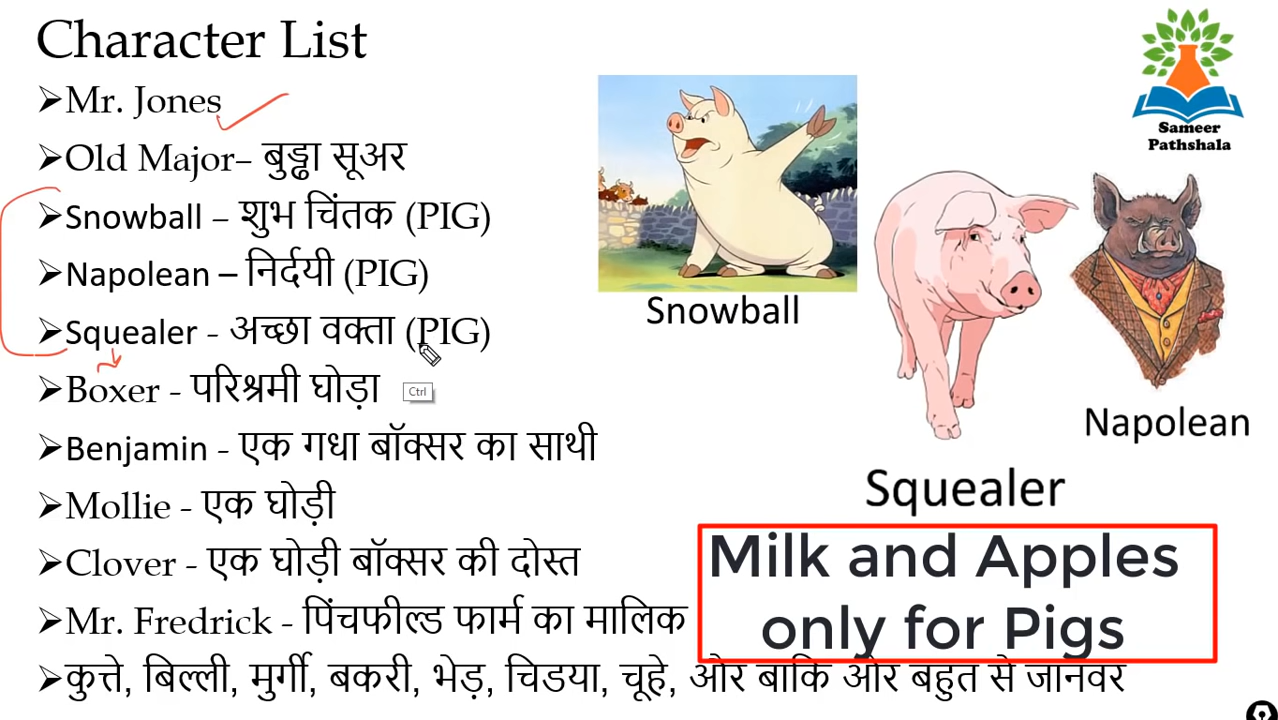 Character List
➢Mr. Jones
➢Old Major– बुड्ढा सूअर
➢Snowball – शुभ चिंतक (PIG)
➢Napolean – निर्दयी (PIG)
➢Squealer - अच्छा वक्ता (PIG)
➢Boxer - परिश्रमी घोड़ा
Ctrl
➢Benjamin - एक गधा बॉक्सर का साथी
➢Mollie - एक घोड़ी
➢Clover - एक घोड़ी बॉक्सर की दोस्त
➢Mr. Fredrick - पिंचफील्ड फार्म का मालिक
➢कुत्ते, बिल्ली, मुर्गी, बकरी, भेड़, चिडया, चूहे, और बाकि और बहुत से जानवर
Snowball
Squealer
Napolean
Milk and Apples
only for Pigs
Sameer
Pathshala